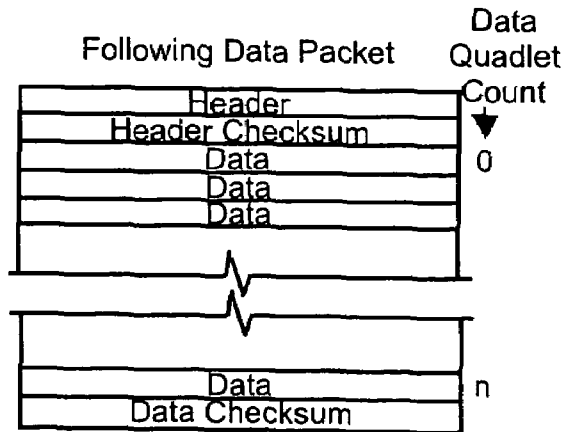 Following Data Packet
Data
Quadlet
Count
Header
Header Checksum
Data
0
Data
Data
Data
n
Data Checksum